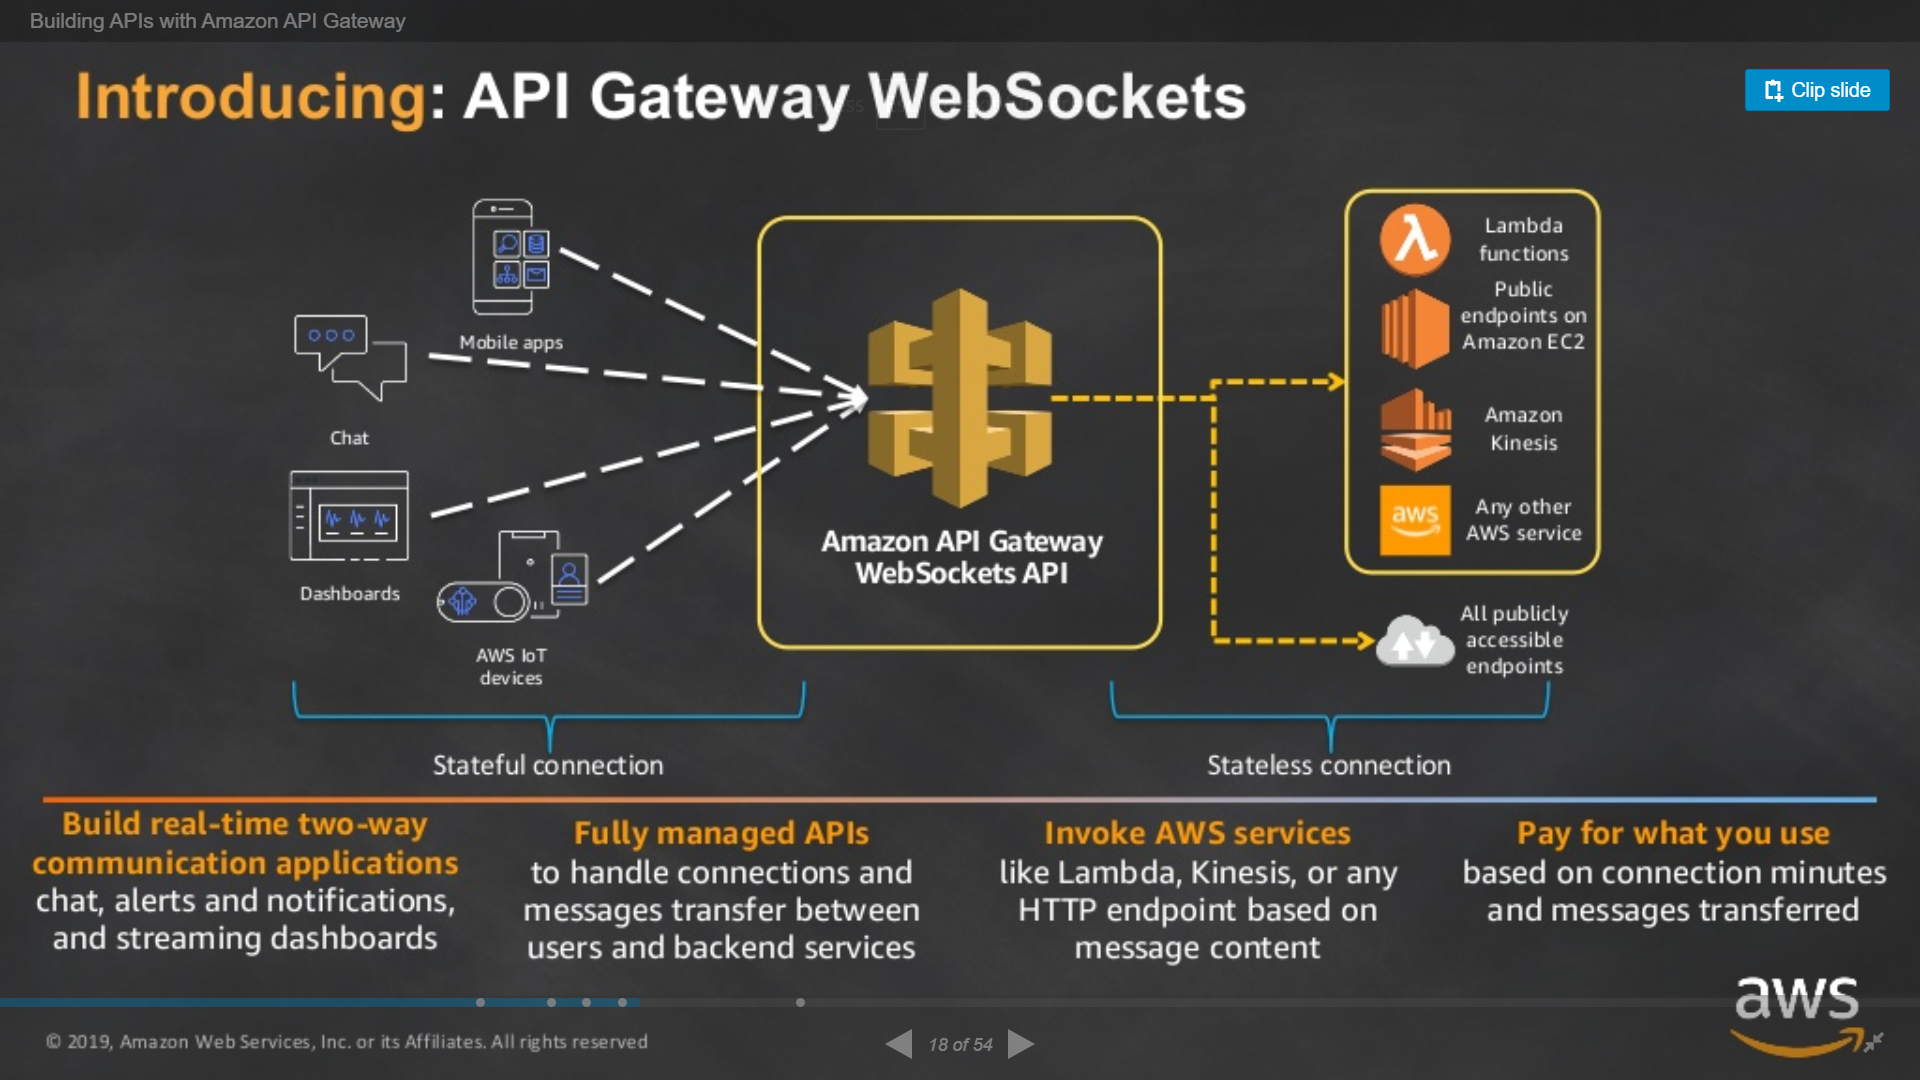 Building APIs with Amazon API Gateway
Introducing: API Gateway WebSockets
Clip slide
Mobile apps
Chat
Dashboards
AWS IoT
devices
Amazon API Gateway
WebSockets API
Lambda
functions
Public
endpoints on
Amazon EC2
Amazon
Kinesis
aws
Any other
AWS service
All publicly
accessible
endpoints
Stateful connection
Stateless connection
Build real-time two-way
communication applications
chat, alerts and notifications,
and streaming dashboards
Fully managed APIs
to handle connections and
messages transfer between
users and backend services
Invoke AWS services
like Lambda, Kinesis, or any
HTTP endpoint based on
message content
Pay for what you use
based on connection minutes
and messages transferred
© 2019, Amazon Web Services, Inc. or its Affiliates. All rights reserved
18 of 54
aws